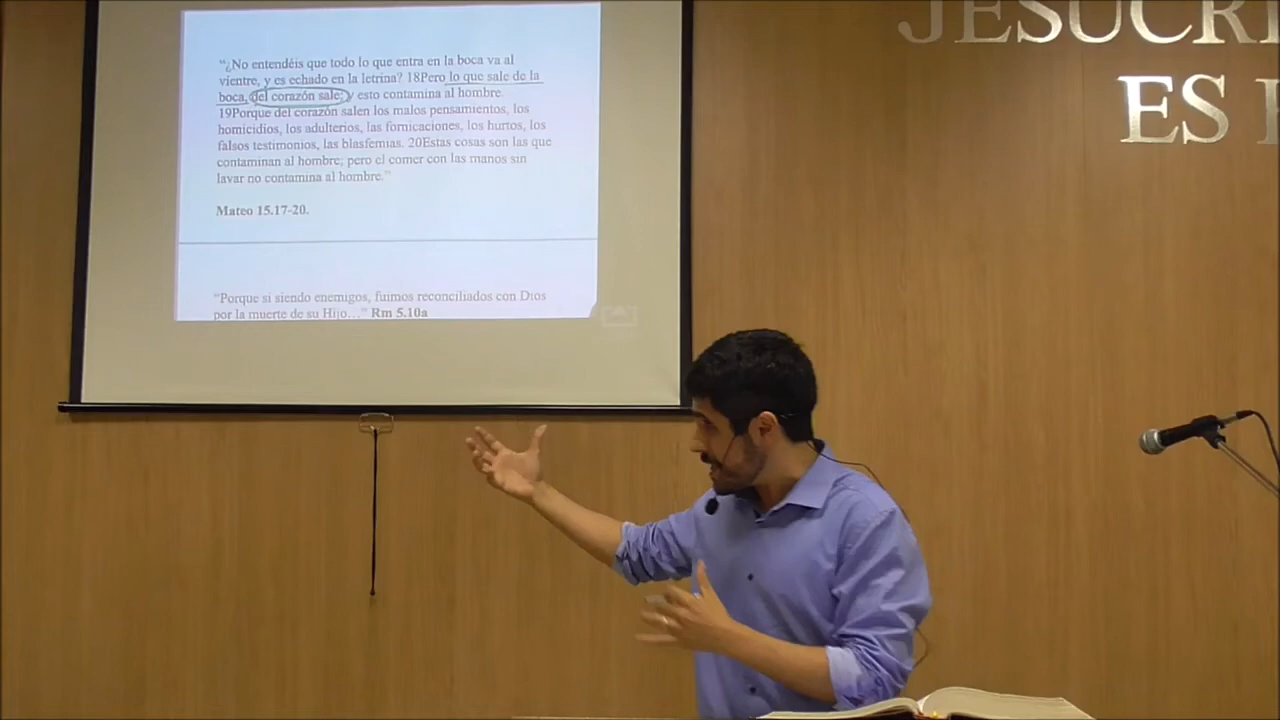 "¿No entendéis que todo lo que entra en la boca va al
vientre, y es echado en la letrina? 18Pero lo que sale de la
boca, del corazón sale; y esto contamina al hombre.
19Porque del corazón salen los malos pensamientos, los
homicidios, los adulterios, las fornicaciones, los hurtos, los
falsos testimonios, las blasfemias. 20Estas cosas son las que
contaminan al hombre; pero el comer con las manos sin
lavar no contamina al hombre."
Mateo 15.17-20.
"Porque si siendo enemigos, fuimos reconciliados con Dios
por la muerte de su Hijo…" Rm 5.10a
JESUCRI
ES